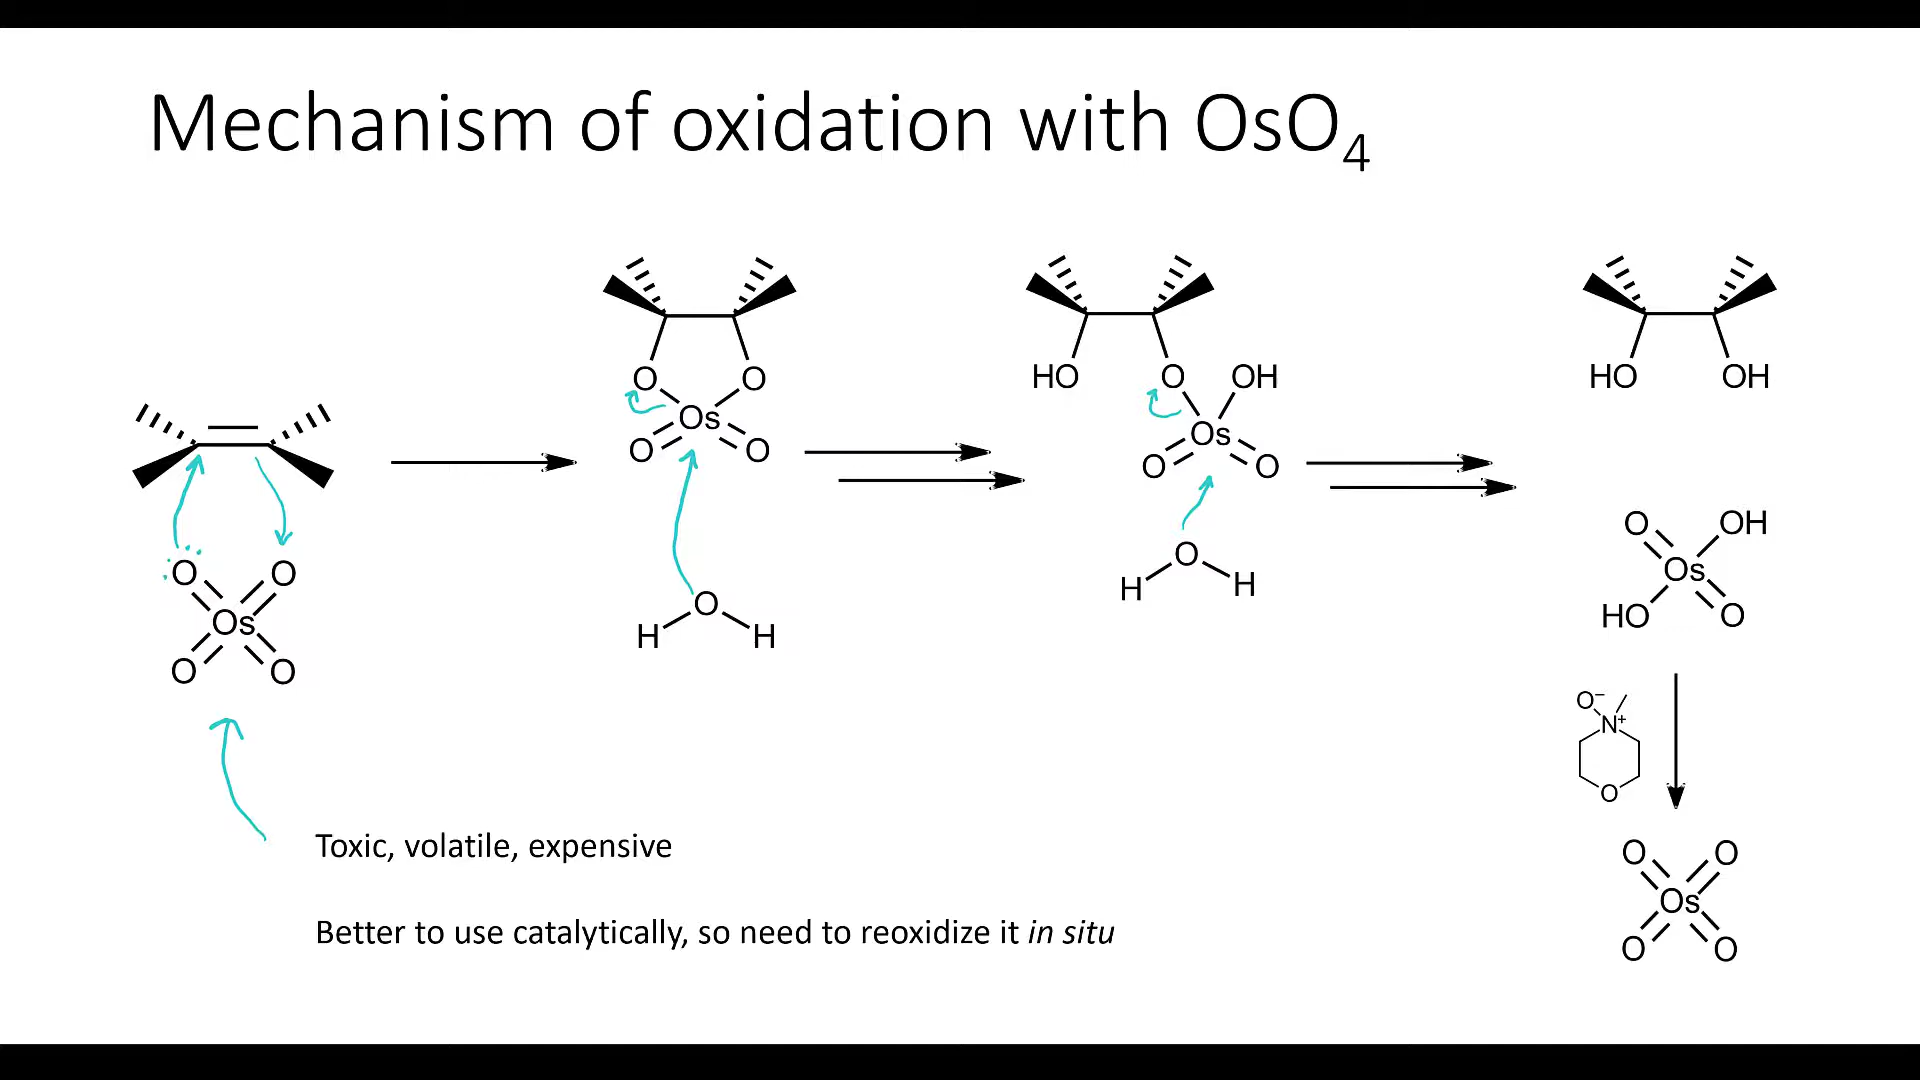 Mechanism of oxidation with OsO4
O O
Os
O O
H O H
HO O OH
Os
O O
H O H
HO OH
O O
Os
O O
O OH
Os
HO O
O− N+
O
O O
Os
O O
Toxic, volatile, expensive
Better to use catalytically, so need to reoxidize it in situ